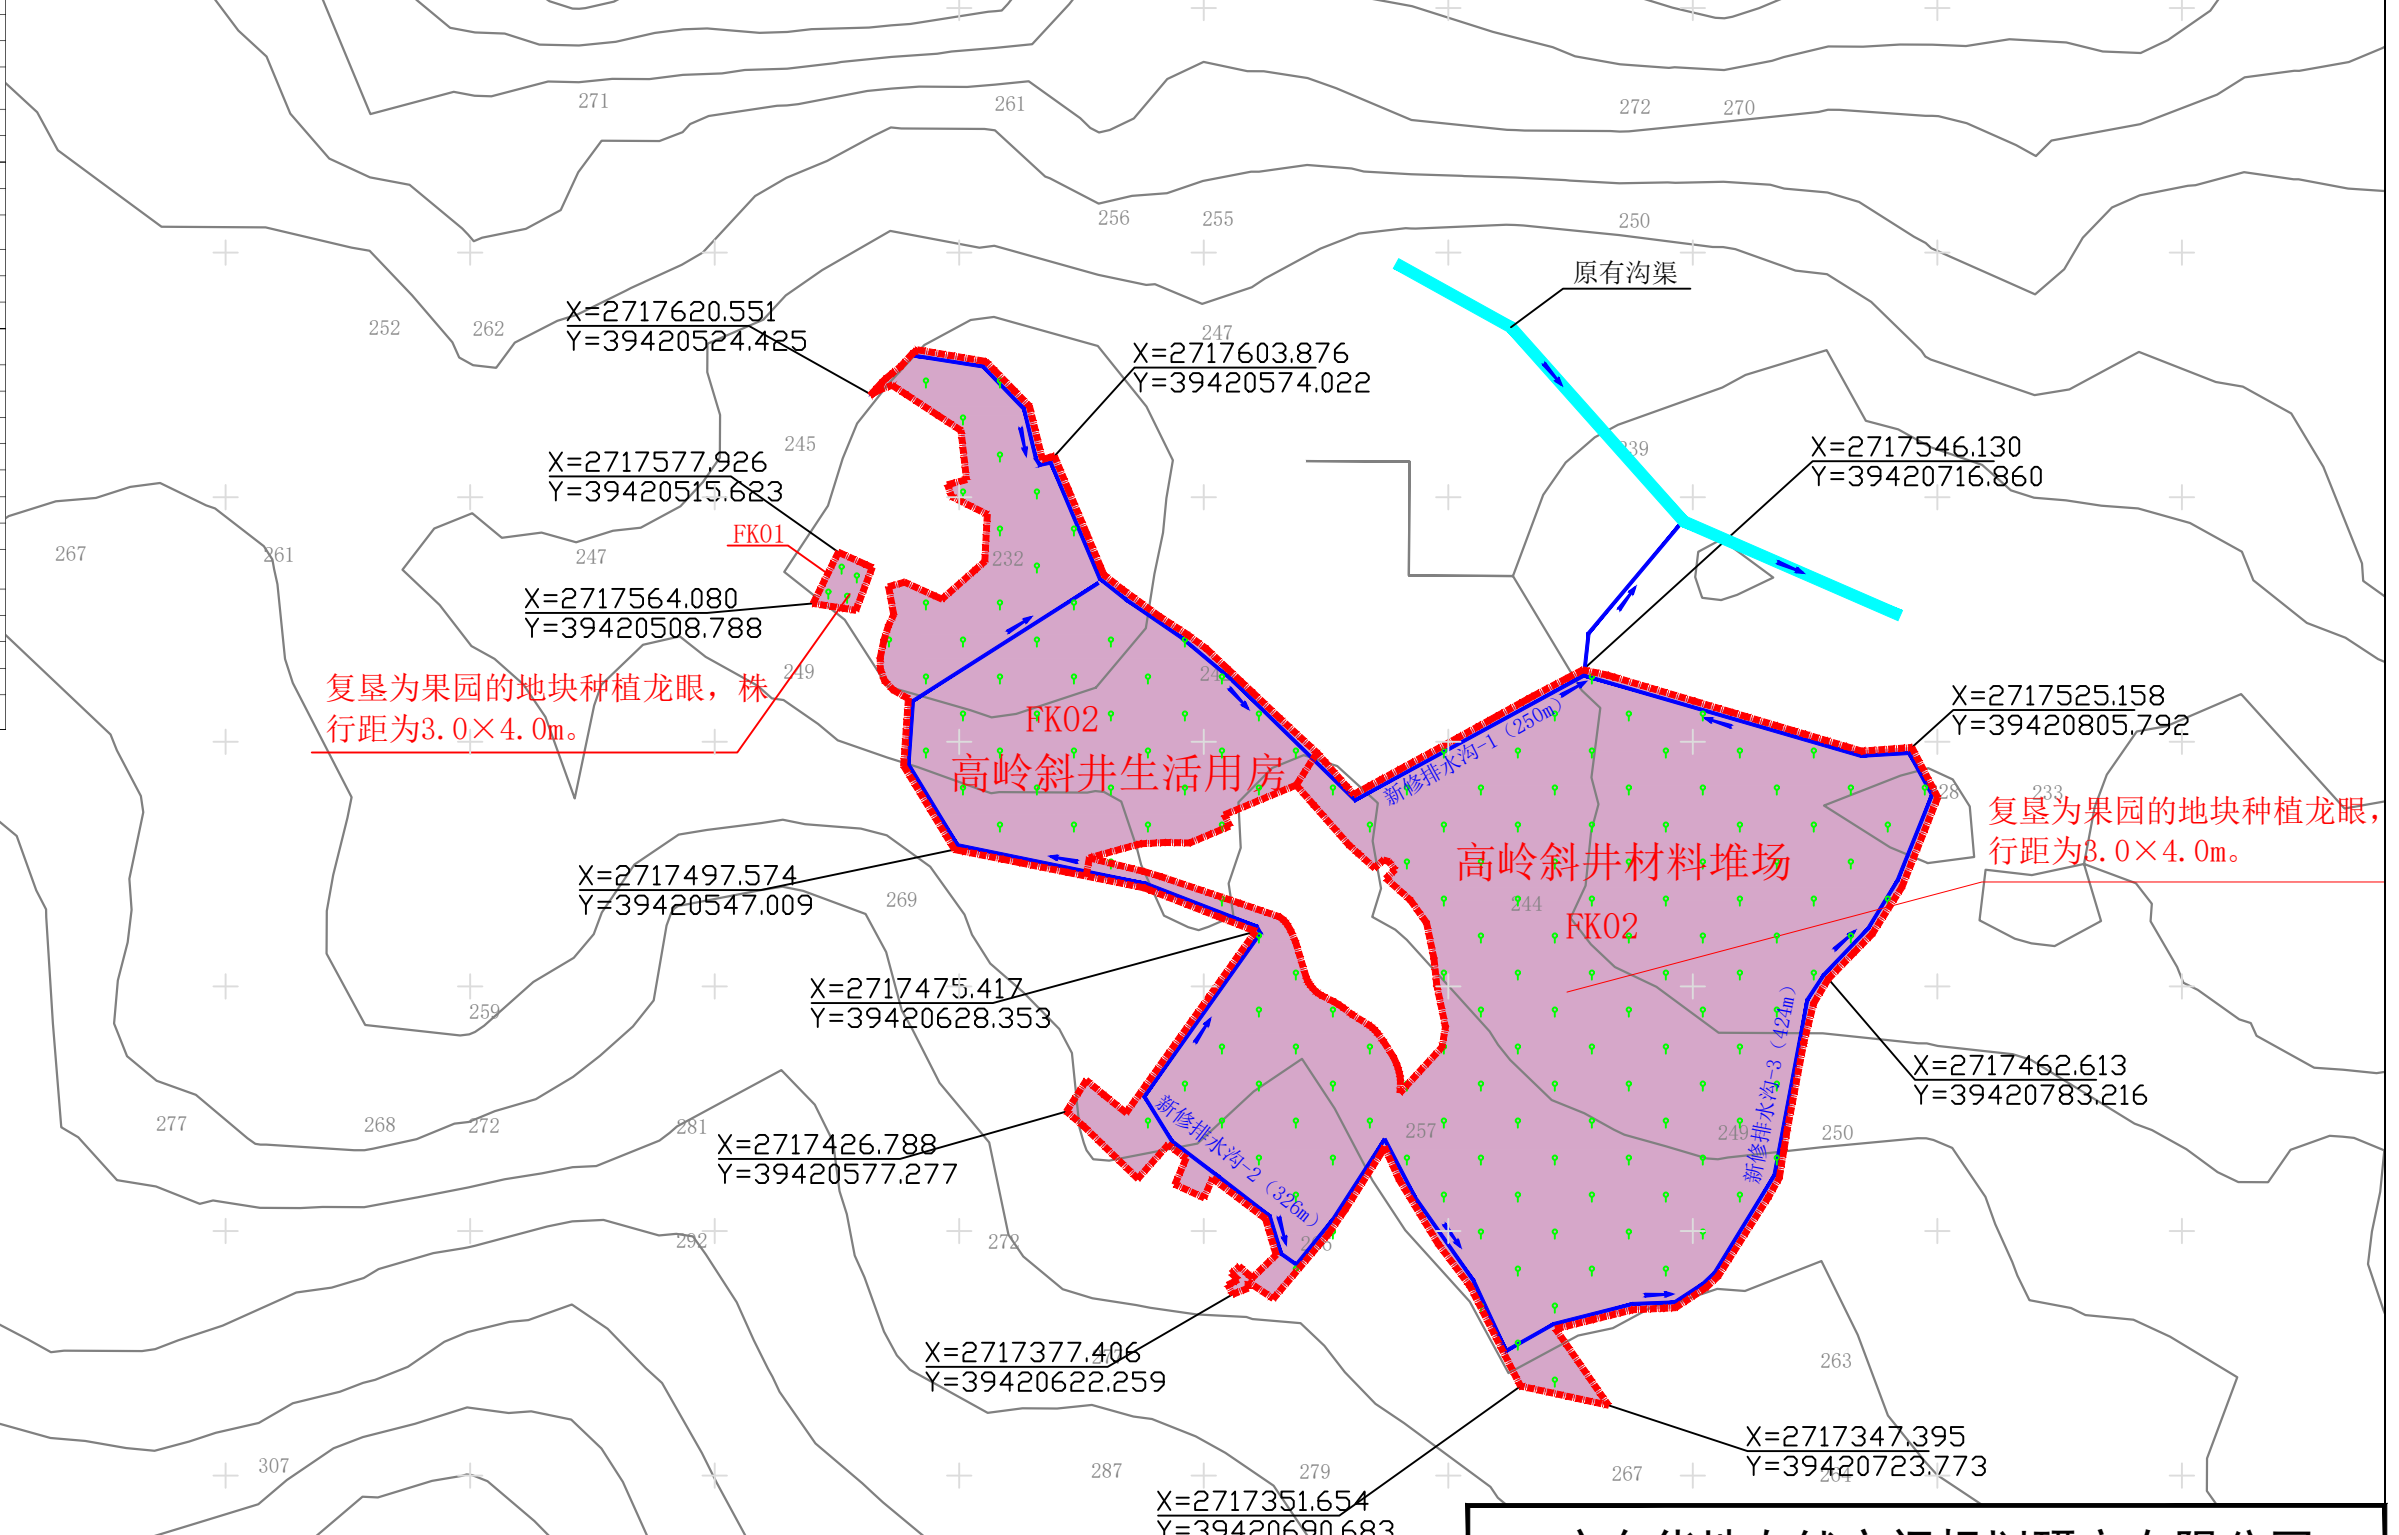 271
261
272
270
256
255
250
原有沟渠
252
262
X=2717620.551
Y=39420524.425
247
X=2717603.876
Y=39420574.022
245
X=2717546.130
Y=39420716.860
X=2717577.926
Y=39420515.623
FK01
267
261
247
232
X=2717564.080
Y=39420508.788
249
复垦为果园的地块种植龙眼，株
行距为3.0×4.0m。
FK02
高岭斜井生活用房
新修排水沟-1（250m）
X=2717525.158
Y=39420805.792
233
复垦为果园的地块种植龙眼，
行距为3.0×4.0m。
高岭斜井材料堆场
FK02
244
X=2717497.574
Y=39420547.009
269
X=2717475.417
Y=39420628.353
259
新修排水沟-3（424m）
X=2717462.613
Y=39420783.216
277
268
272
281
257
249
250
新修排水沟-2（326m）
X=2717426.788
Y=39420577.277
292
272
X=2717377.406
Y=39420622.259
263
X=2717347.395
Y=39420723.773
307
287
279
267
264
X=2717351.654
Y=39420690.683